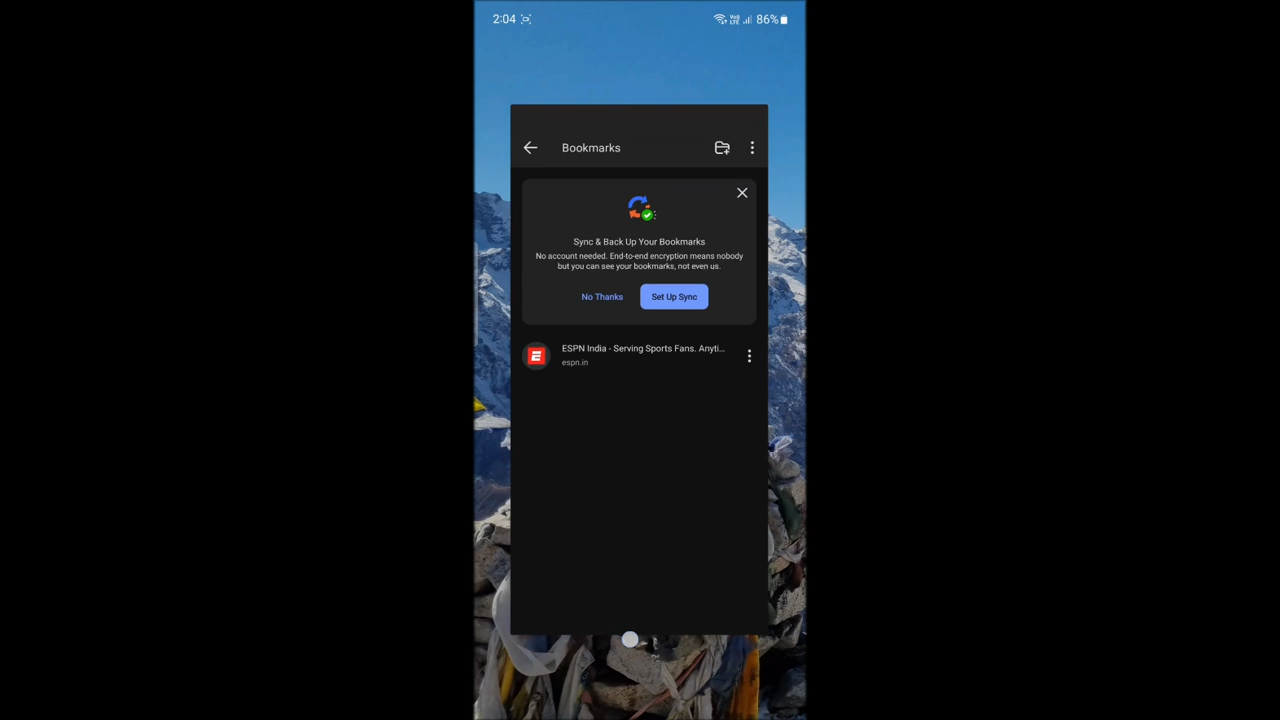 2:04
VoB
LTE
86%
Bookmarks
Sync & Back Up Your Bookmarks
No account needed. End-to-end encryption means nobody
but you can see your bookmarks, not even us.
No Thanks
Set Up Sync
ESPN India - Serving Sports Fans. Anyti...
espn.in